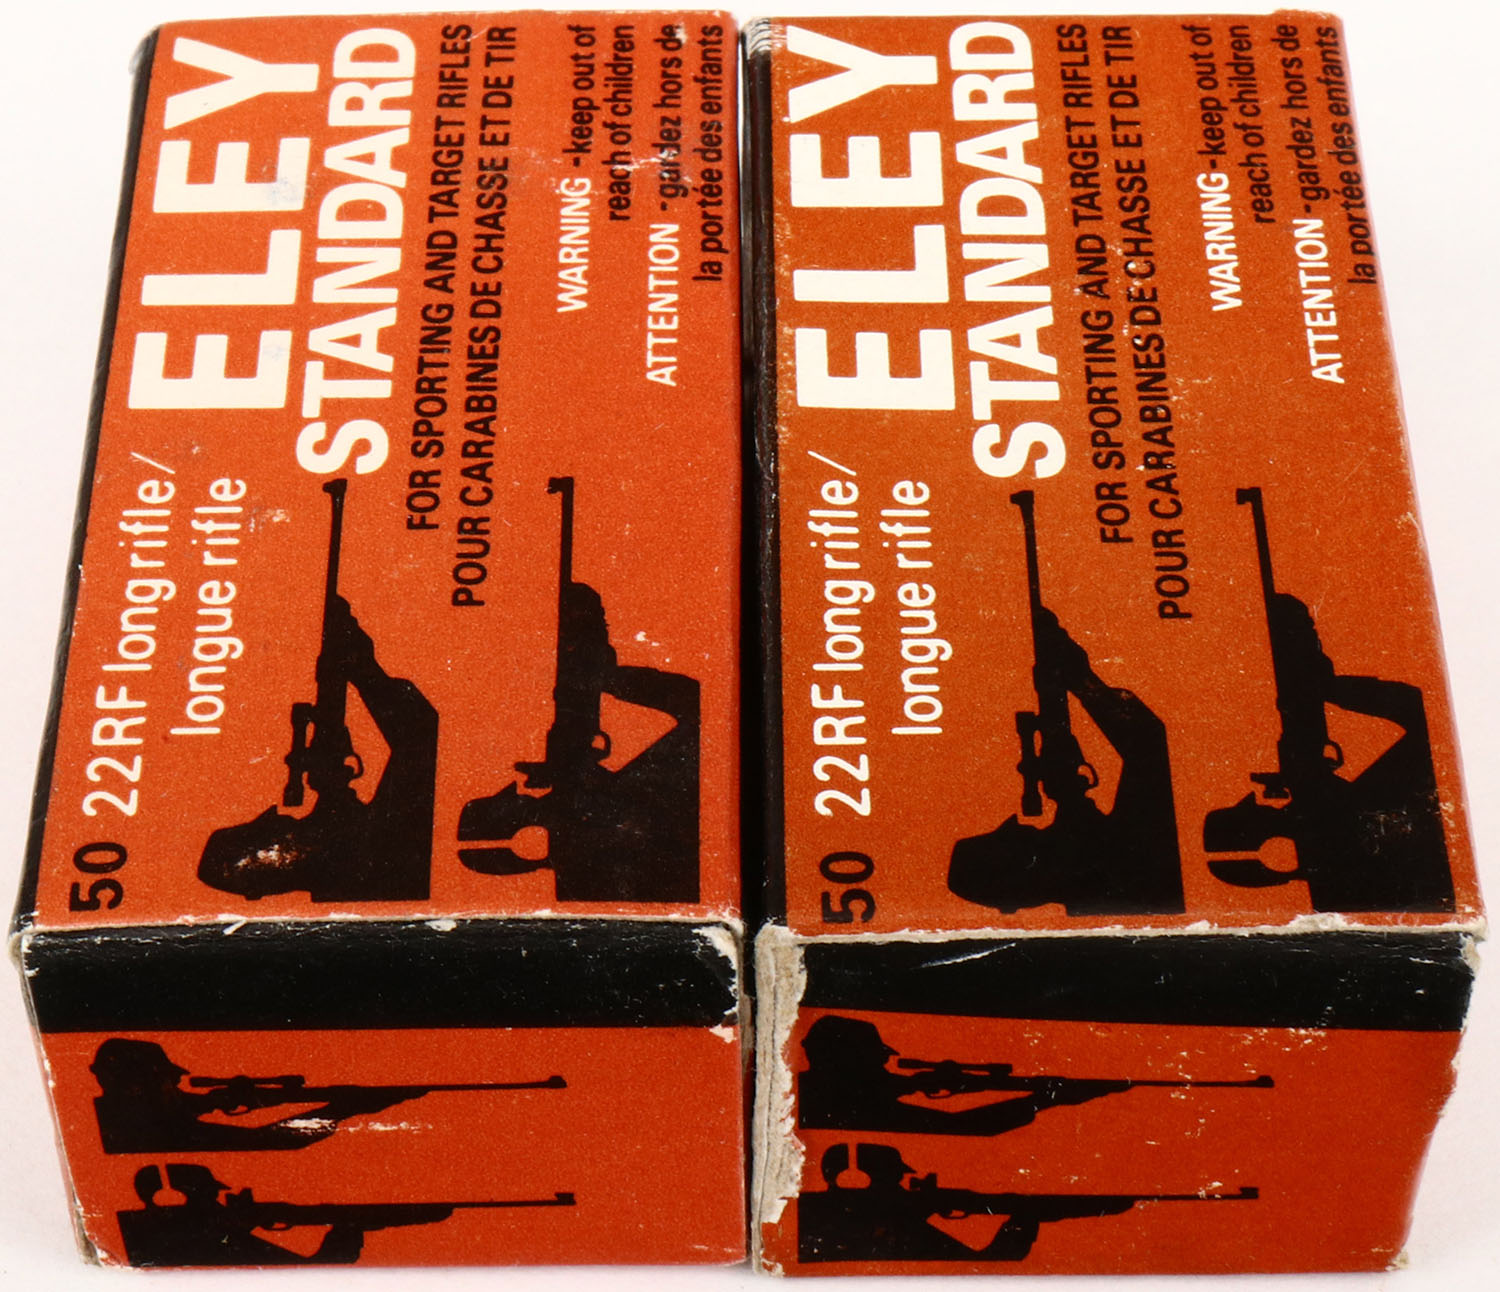 ELEY
STANDARD
FOR SPORTING AND TARGET RIFLES
POUR CARABINES DE CHASSE ET DE TIR
WARNING -keep out of
reach of children
ATTENTION -gardez hors de
la portée des enfants
50 22RF long rifle/
longue rifle
ELEY
STANDARD
FOR SPORTING AND TARGET RIFLES
POUR CARABINES DE CHASSE ET DE TIR
WARNING -keep out of
reach of children
ATTENTION -gardez hors de
la portée des enfants
50 22RF long rifle/
longue rifle